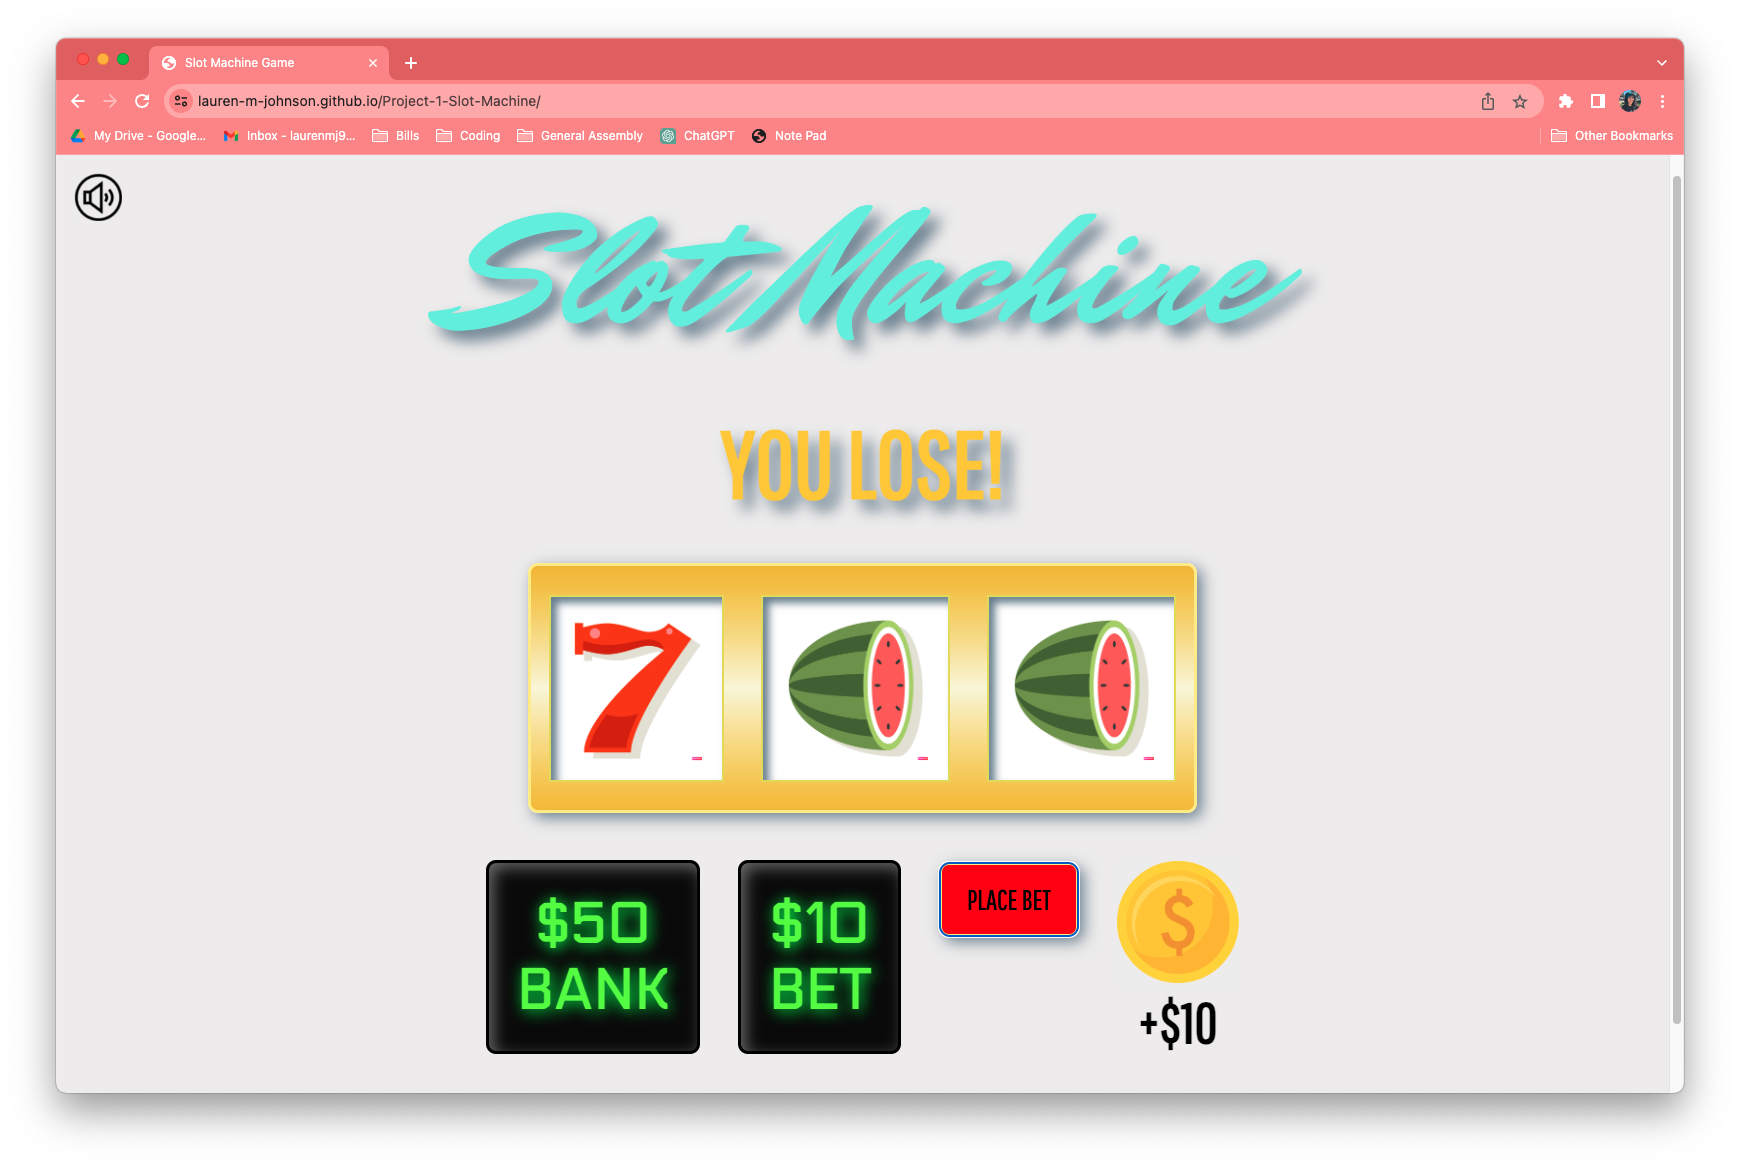 Slot Machine Game
lauren-m-johnson.github.io/Project-1-Slot-Machine/
My Drive - Google... Inbox - laurenmj9... Bills Coding General Assembly ChatGPT Note Pad Other Bookmarks
Slot Machine
YOU LOSE!
7
$50
BANK
$10
BET
PLACE BET
$
+$10